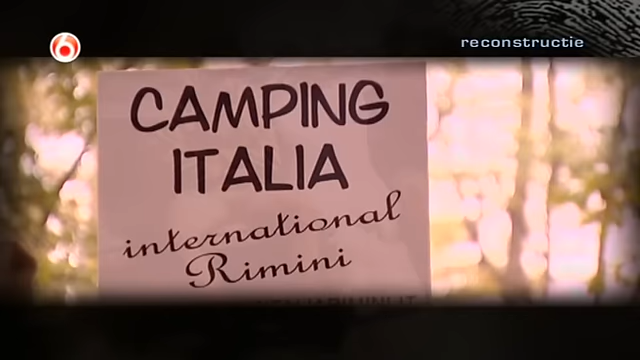 6
reconstructie
CAMPING
ITALIA
international
Rimini